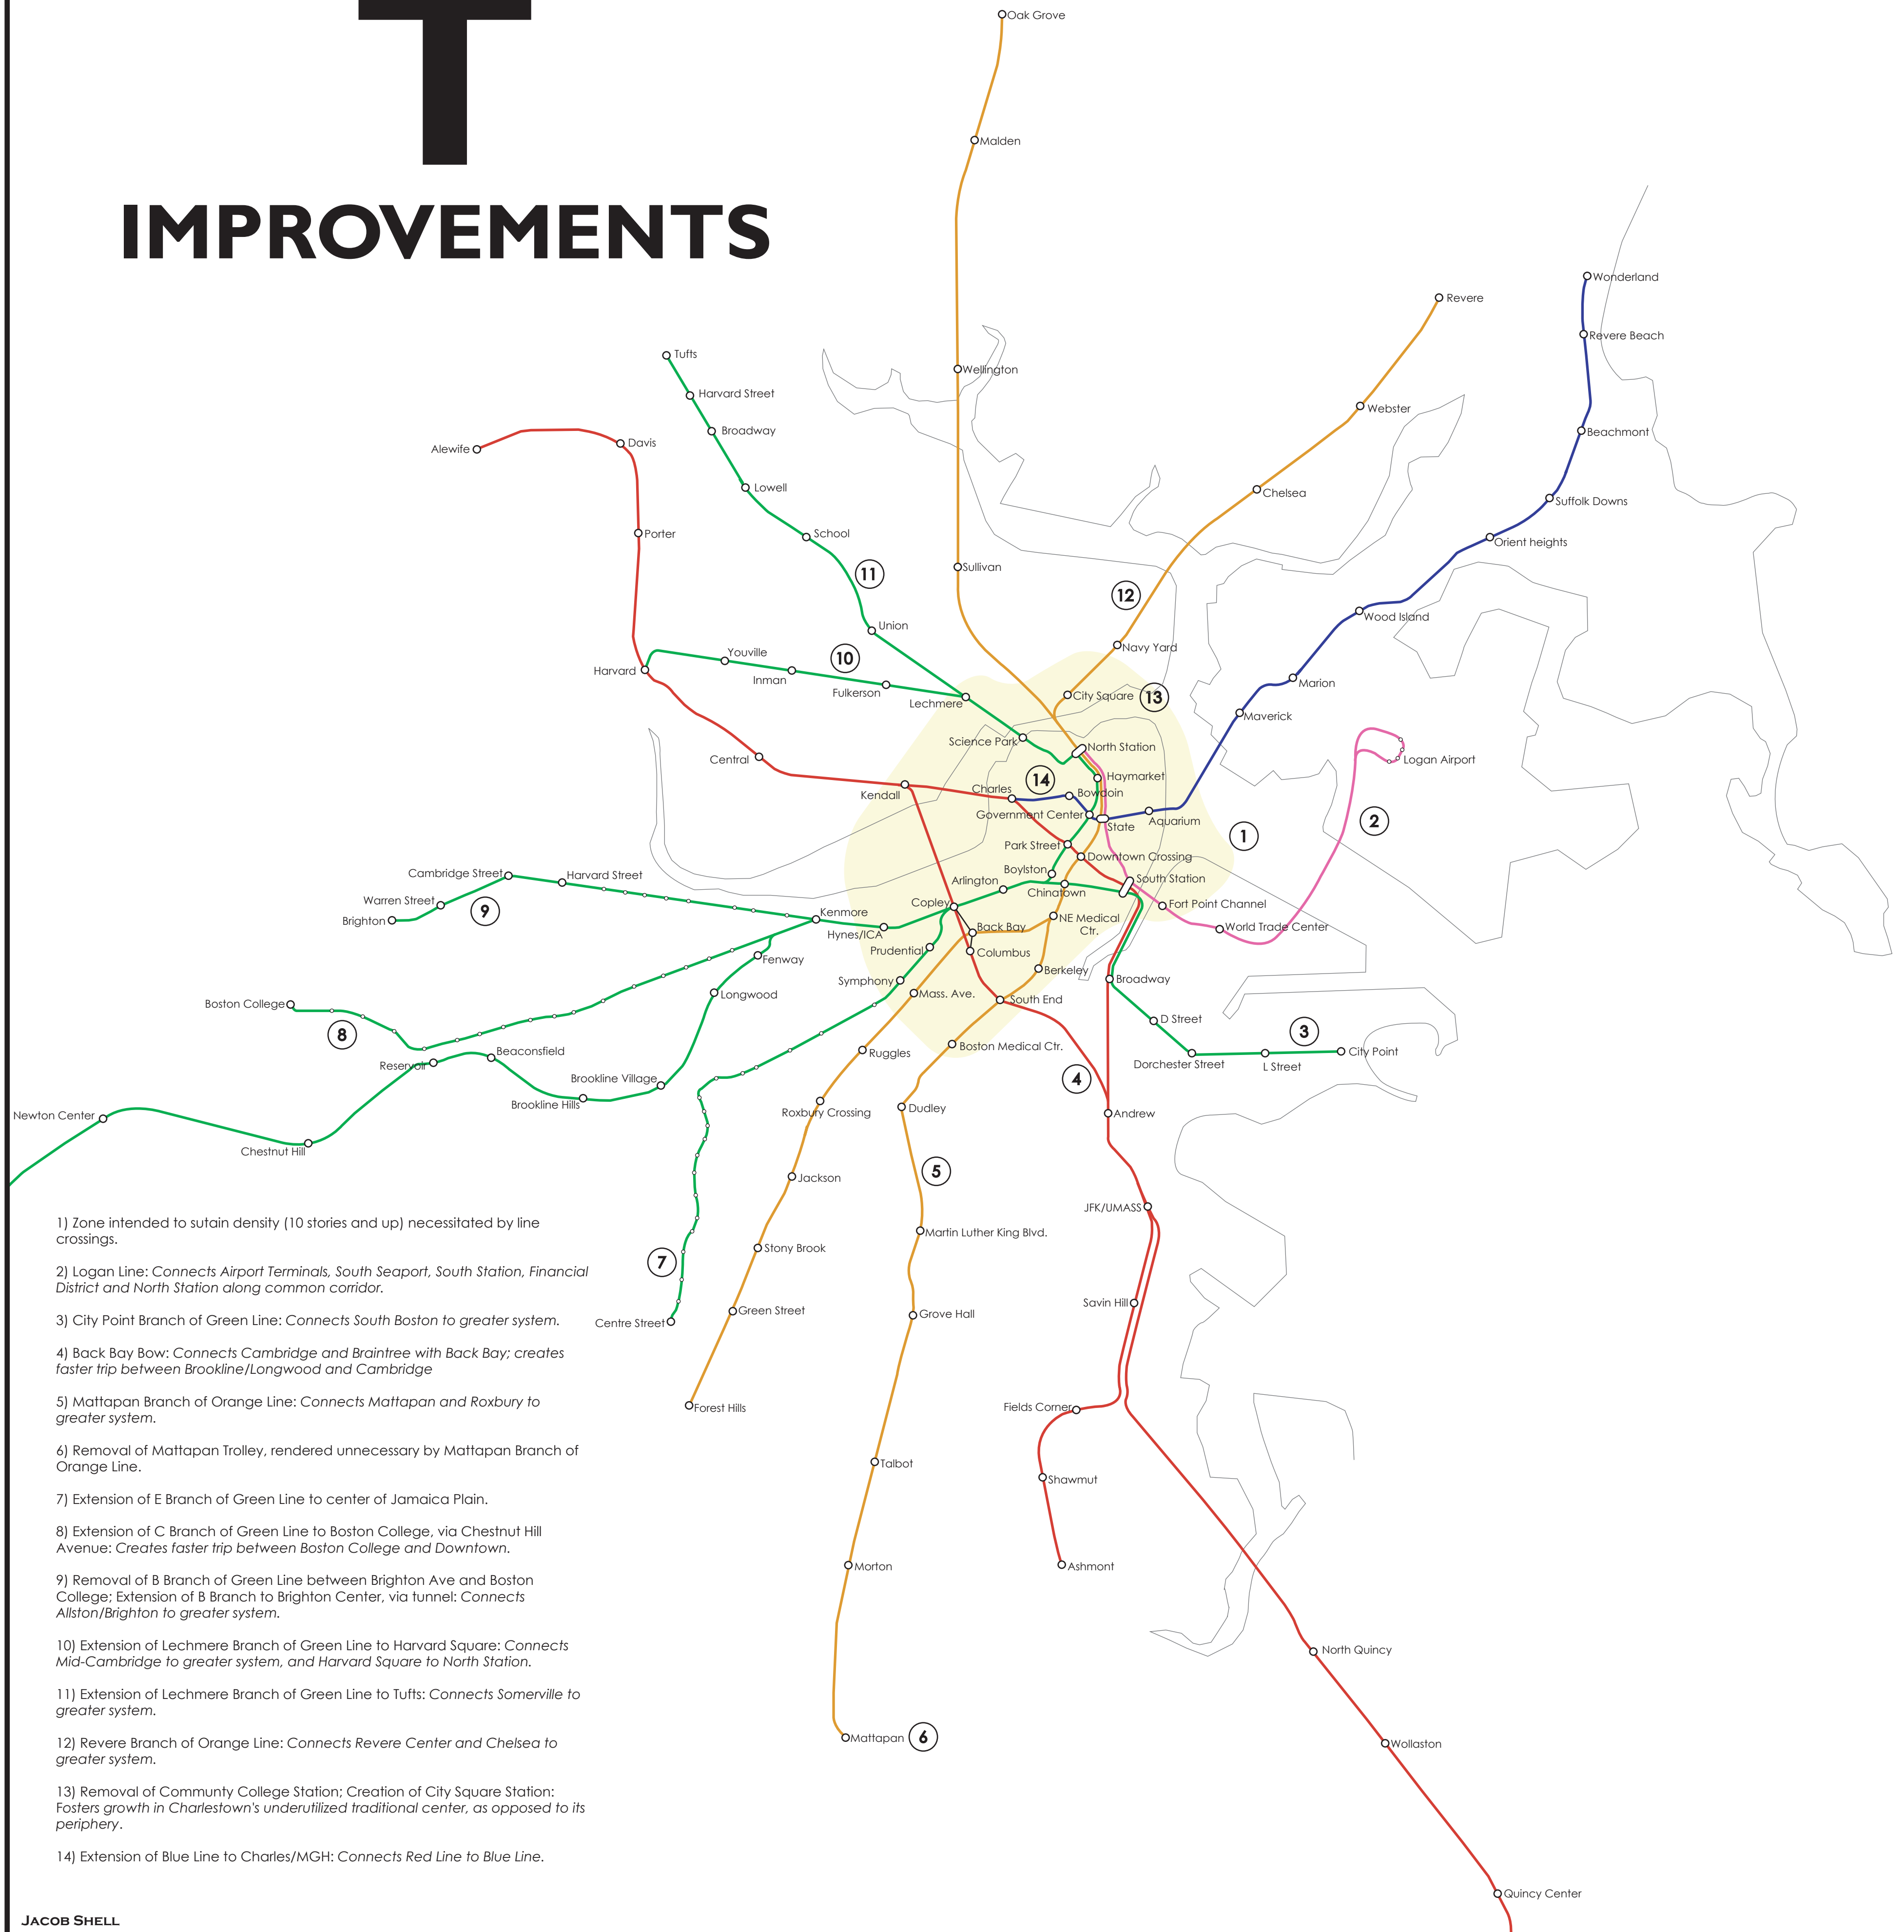 T
IMPROVEMENTS
Oak Grove
Malden
Wellington
Sullivan
Wonderland
Revere Beach
Beachmont
Suffolk Downs
Orient heights
Wood Island
Marion
Maverick
Aquarium
Revere
Webster
Chelsea
12
Navy Yard
City Square
13
Tufts
Harvard Street
Broadway
Lowell
School
11
Union
Alewife
Davis
Porter
Harvard
Youville
Inman
10
Fulkerson
Lechmere
Science Park
North Station
Haymarket
14
Central
Kendall
Charles
Bowdoin
Government Center
State
1
2
Logan Airport
Park Street
Downtown Crossing
Boylston
Arlington
Chinatown
South Station
Fort Point Channel
World Trade Center
Copley
Back Bay
NE Medical
Ctr.
Columbus
Prudential
Symphony
Mass. Ave.
Berkeley
South End
Boston Medical Ctr.
Cambridge Street
Harvard Street
Warren Street
Brighton
9
Kenmore
Hynes/ICA
Fenway
Longwood
Boston College
8
Reservoir
Beaconsfield
Brookline Village
Brookline Hills
Newton Center
Chestnut Hill
Broadway
D Street
Dorchester Street
L Street
3
City Point
4
Andrew
Ruggles
Roxbury Crossing
Jackson
Stony Brook
Green Street
Forest Hills
7
Centre Street
Dudley
5
Martin Luther King Blvd.
Grove Hall
Talbot
Morton
Mattapan
6
JFK/UMASS
Savin Hill
Fields Corner
Shawmut
Ashmont
North Quincy
Wollaston
Quincy Center
1) Zone intended to sutain density (10 stories and up) necessitated by line
crossings.
2) Logan Line: Connects Airport Terminals, South Seaport, South Station, Financial
District and North Station along common corridor.
3) City Point Branch of Green Line: Connects South Boston to greater system.
4) Back Bay Bow: Connects Cambridge and Braintree with Back Bay; creates
faster trip between Brookline/Longwood and Cambridge
5) Mattapan Branch of Orange Line: Connects Mattapan and Roxbury to
greater system.
6) Removal of Mattapan Trolley, rendered unnecessary by Mattapan Branch of
Orange Line.
7) Extension of E Branch of Green Line to center of Jamaica Plain.
8) Extension of C Branch of Green Line to Boston College, via Chestnut Hill
Avenue: Creates faster trip between Boston College and Downtown.
9) Removal of B Branch of Green Line between Brighton Ave and Boston
College; Extension of B Branch to Brighton Center, via tunnel: Connects
Allston/Brighton to greater system.
10) Extension of Lechmere Branch of Green Line to Harvard Square: Connects
Mid-Cambridge to greater system, and Harvard Square to North Station.
11) Extension of Lechmere Branch of Green Line to Tufts: Connects Somerville to
greater system.
12) Revere Branch of Orange Line: Connects Revere Center and Chelsea to
greater system.
13) Removal of Communty College Station; Creation of City Square Station:
Fosters growth in Charlestown's underutilized traditional center, as opposed to its
periphery.
14) Extension of Blue Line to Charles/MGH: Connects Red Line to Blue Line.
JACOB SHELL